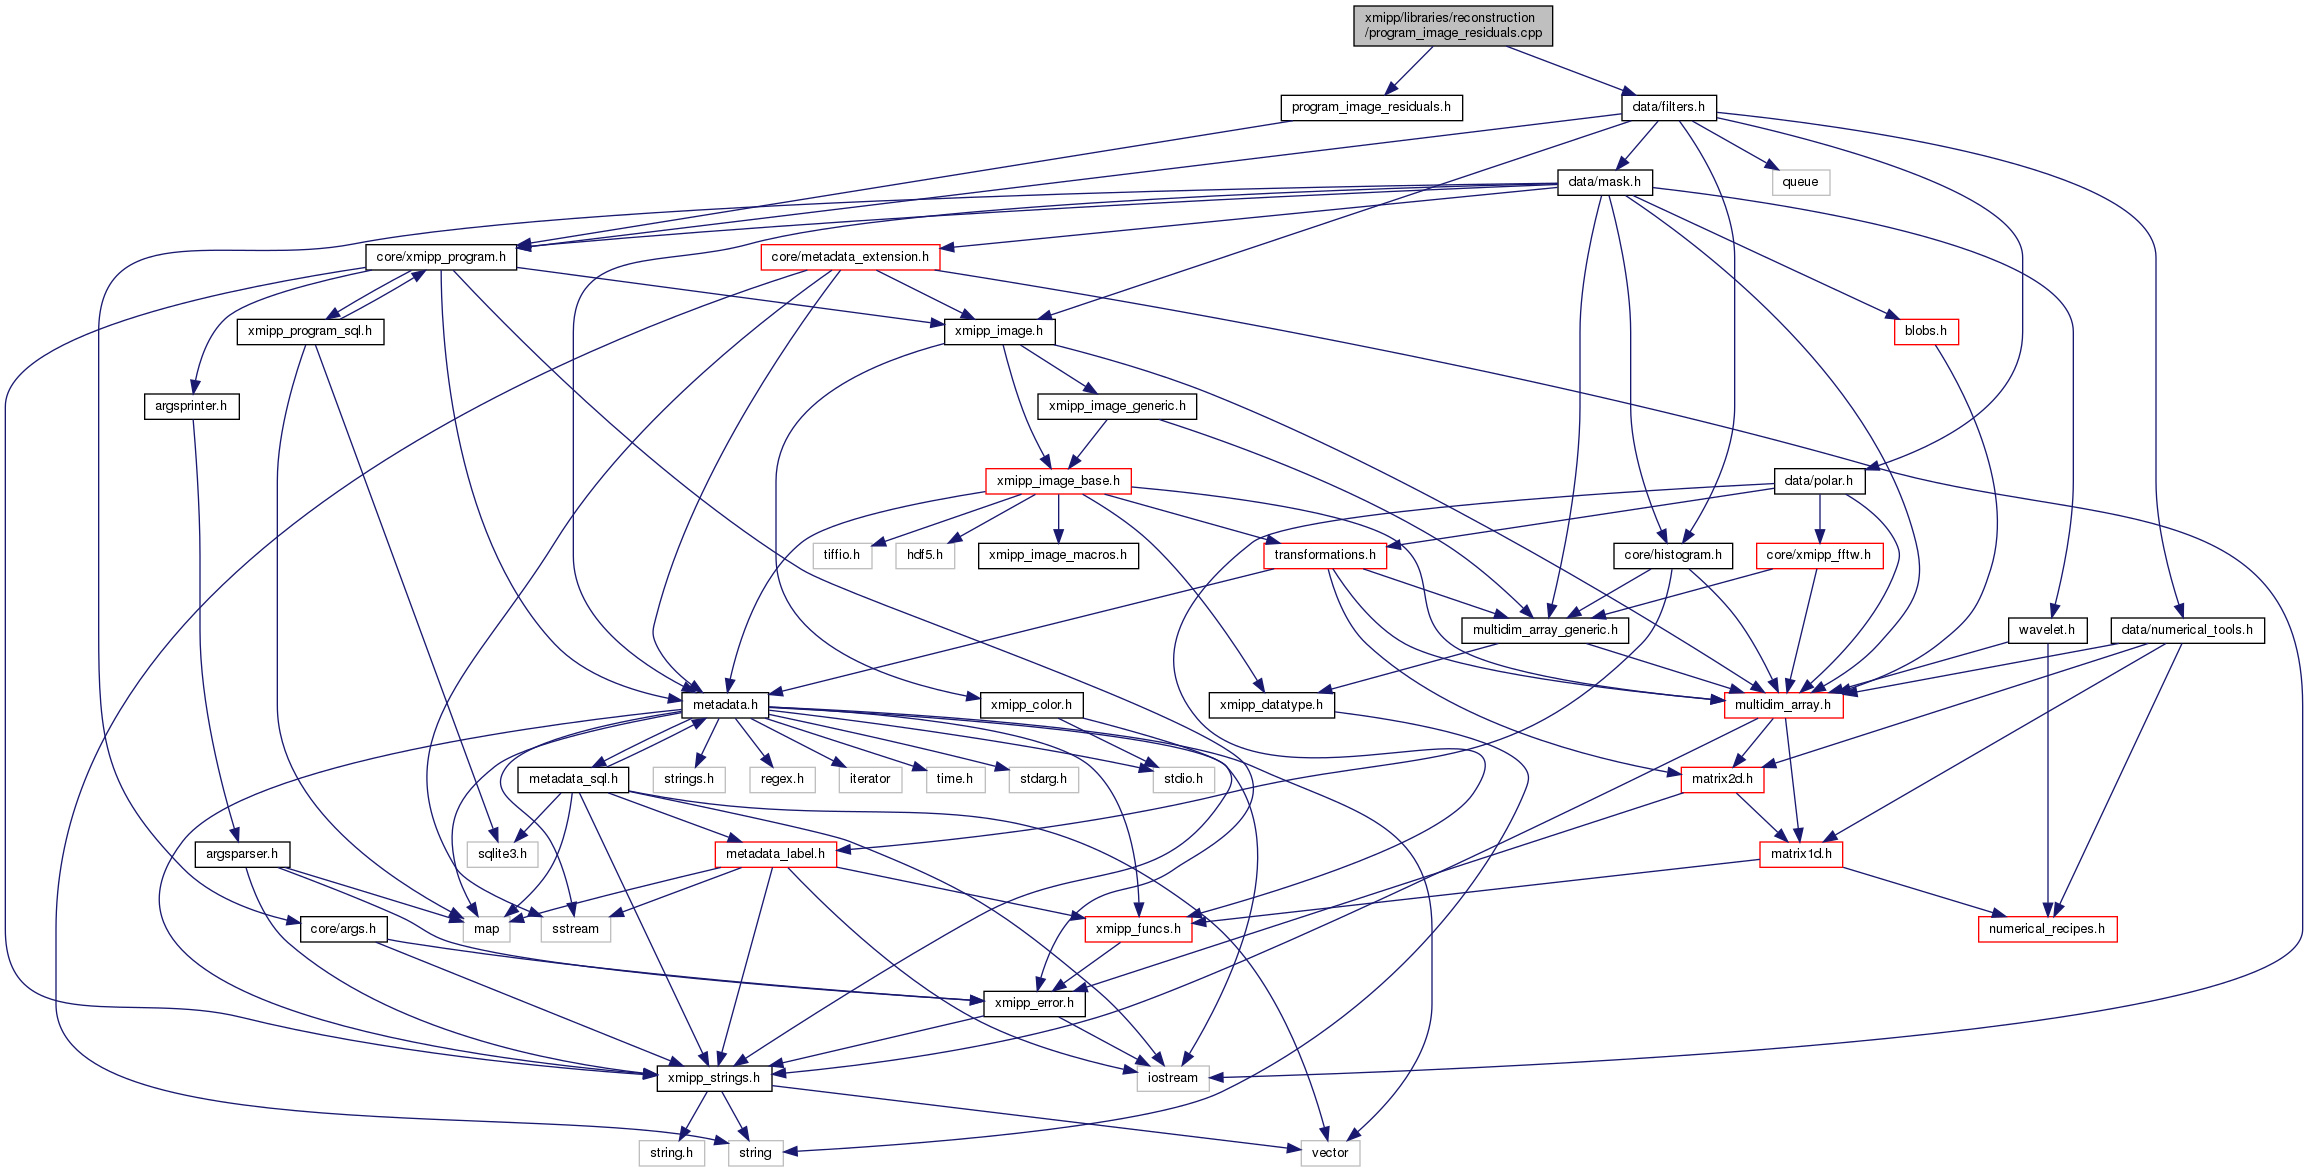 xmipp/libraries/reconstruction
/program_image_residuals.cpp
program_image_residuals.h
data/filters.h
data/mask.h
queue
core/xmipp_program.h
core/metadata_extension.h
xmipp_program_sql.h
xmipp_image.h
blobs.h
argsprinter.h
xmipp_image_generic.h
xmipp_image_base.h
data/polar.h
tiffio.h
hdf5.h
xmipp_image_macros.h
transformations.h
core/histogram.h
core/xmipp_fftw.h
multidim_array_generic.h
wavelet.h
data/numerical_tools.h
metadata.h
xmipp_color.h
xmipp_datatype.h
multidim_array.h
metadata_sql.h
strings.h
regex.h
iterator
time.h
stdarg.h
stdio.h
matrix2d.h
argsparser.h
sqlite3.h
metadata_label.h
matrix1d.h
core/args.h
map
sstream
xmipp_funcs.h
numerical_recipes.h
xmipp_error.h
xmipp_strings.h
iostream
string.h
string
vector